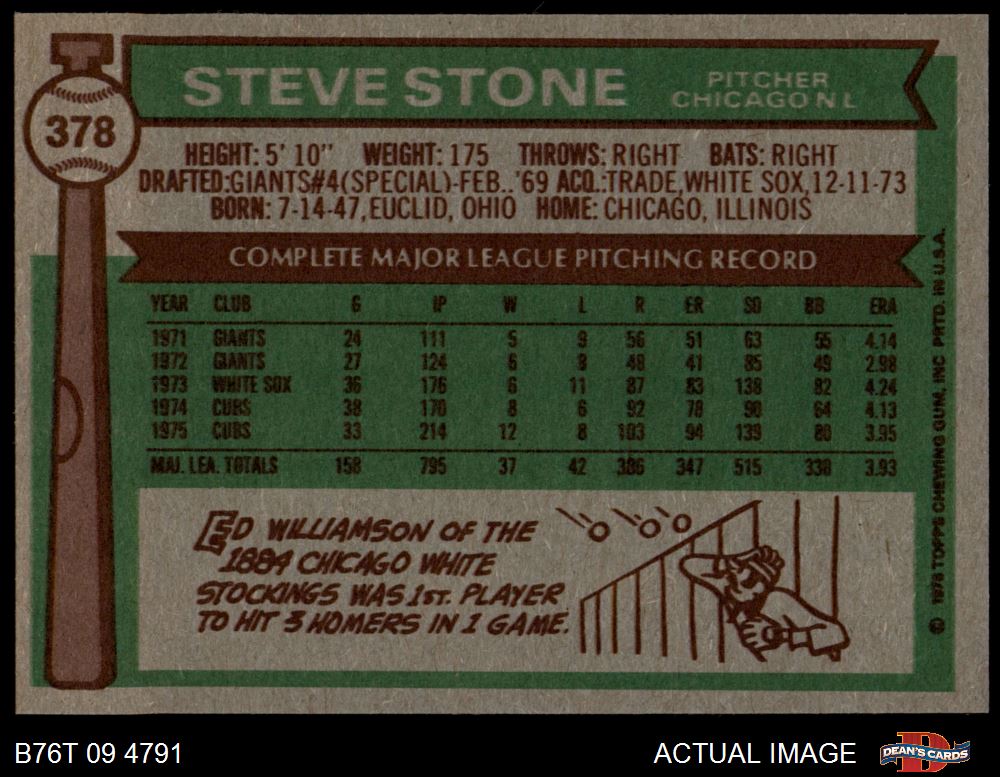 378
STEVE STONE
PITCHER
CHICAGO N L
HEIGHT: 5' 10" WEIGHT: 175 THROWS: RIGHT BATS: RIGHT
DRAFTED:GIANTS#4(SPECIAL)-FEB..'69 ACQ.:TRADE,WHITE SOX,12-11-73
BORN: 7-14-47,EUCLID, OHIO HOME: CHICAGO, ILLINOIS
COMPLETE MAJOR LEAGUE PITCHING RECORD
YEAR CLUB G IP W L R ER SO BB ERA
1971 GIANTS 24 111 5 9 56 51 63 55 4.14
1972 GIANTS 27 124 6 8 48 41 85 49 2.98
1973 WHITE SOX 36 176 6 11 87 83 138 82 4.24
1974 CUBS 38 170 8 6 92 78 90 64 4.13
1975 CUBS 33 214 12 8 103 94 139 80 3.95
MAJ. LEA. TOTALS 158 795 37 42 386 347 515 330 3.93
ED WILLIAMSON OF THE
1884 CHICAGO WHITE
STOCKINGS WAS 1ST. PLAYER
TO HIT 3 HOMERS IN 1 GAME.
© 1976 TOPPS CHEWING GUM, INC PRTD. IN U.S.A.
B76T 09 4791
ACTUAL IMAGE
D
DEAN'S CARDS